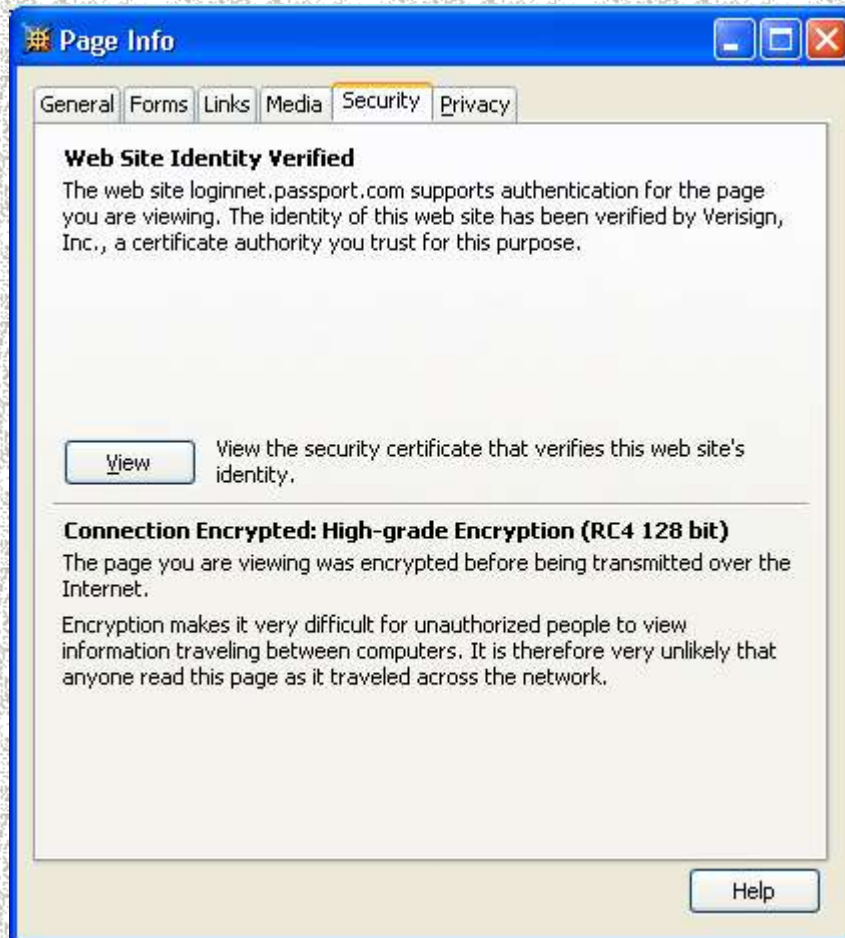 Page Info
General Forms Links Media Security Privacy
Web Site Identity Verified
The web site loginnet.passport.com supports authentication for the page
you are viewing. The identity of this web site has been verified by Verisign,
Inc., a certificate authority you trust for this purpose.
View
View the security certificate that verifies this web site's
identity.
Connection Encrypted: High-grade Encryption (RC4 128 bit)
The page you are viewing was encrypted before being transmitted over the
Internet.
Encryption makes it very difficult for unauthorized people to view
information traveling between computers. It is therefore very unlikely that
anyone read this page as it traveled across the network.
Help